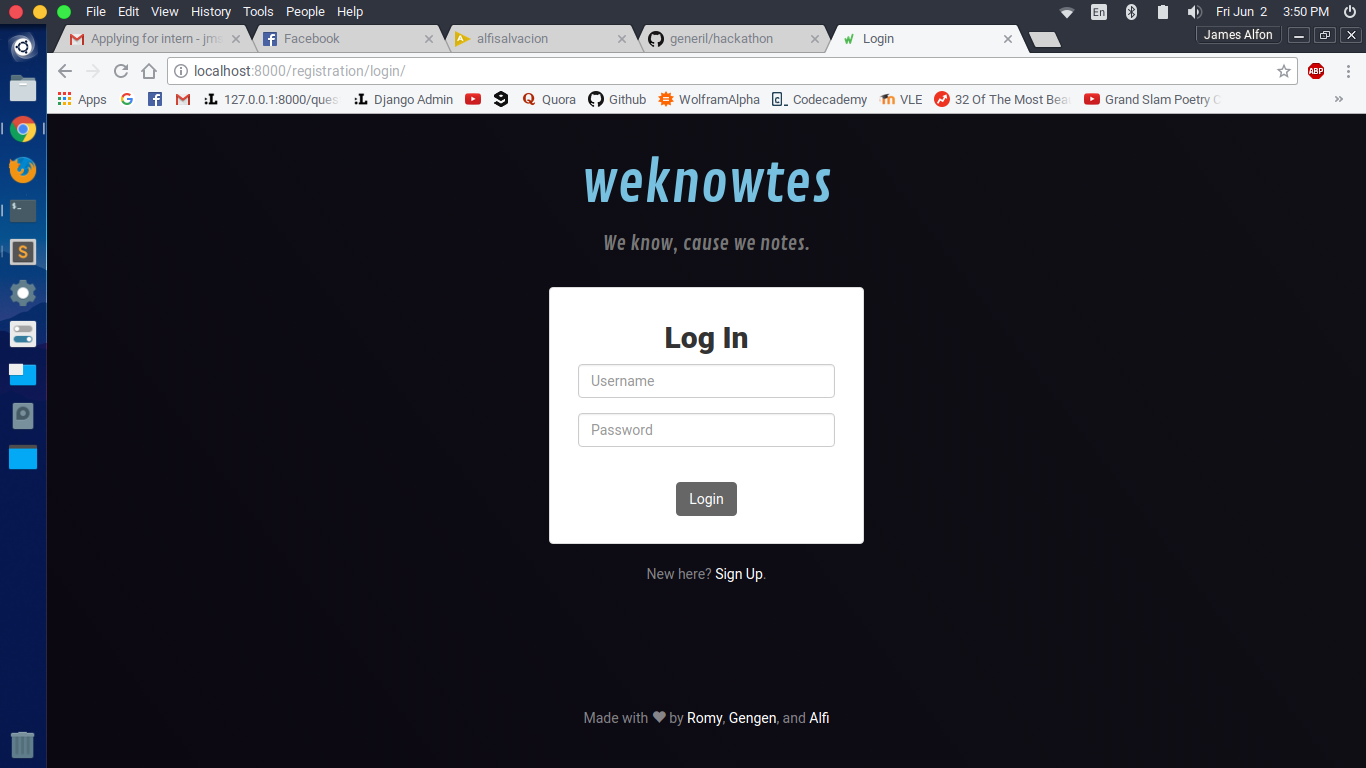 File Edit View History Tools People Help
En
Fri Jun 2 3:50 PM
Applying for intern - jm
Facebook
alfisalvacion
generil/hackathon
Login
James Alfon
localhost:8000/registration/login/
ABP
Apps
127.0.0.1:8000/ques
Django Admin
Quora
Github
WolframAlpha
Codecademy
VLE
32 Of The Most Bea
Grand Slam Poetry C
weknowtes
We know, cause we notes.
Log In
Username
Password
Login
New here? Sign Up.
Made with ♥ by Romy, Gengen, and Alfi